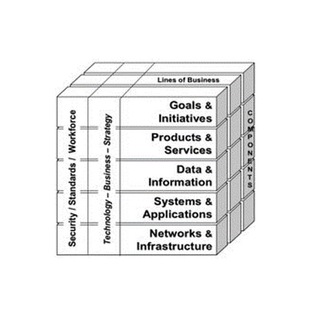 Lines of Business
Goals &
Initiatives
Products &
Services
Data &
Information
Systems &
Applications
Networks &
Infrastructure
Security / Standards / Workforce
Technology – Business – Strategy
COMPONENTS